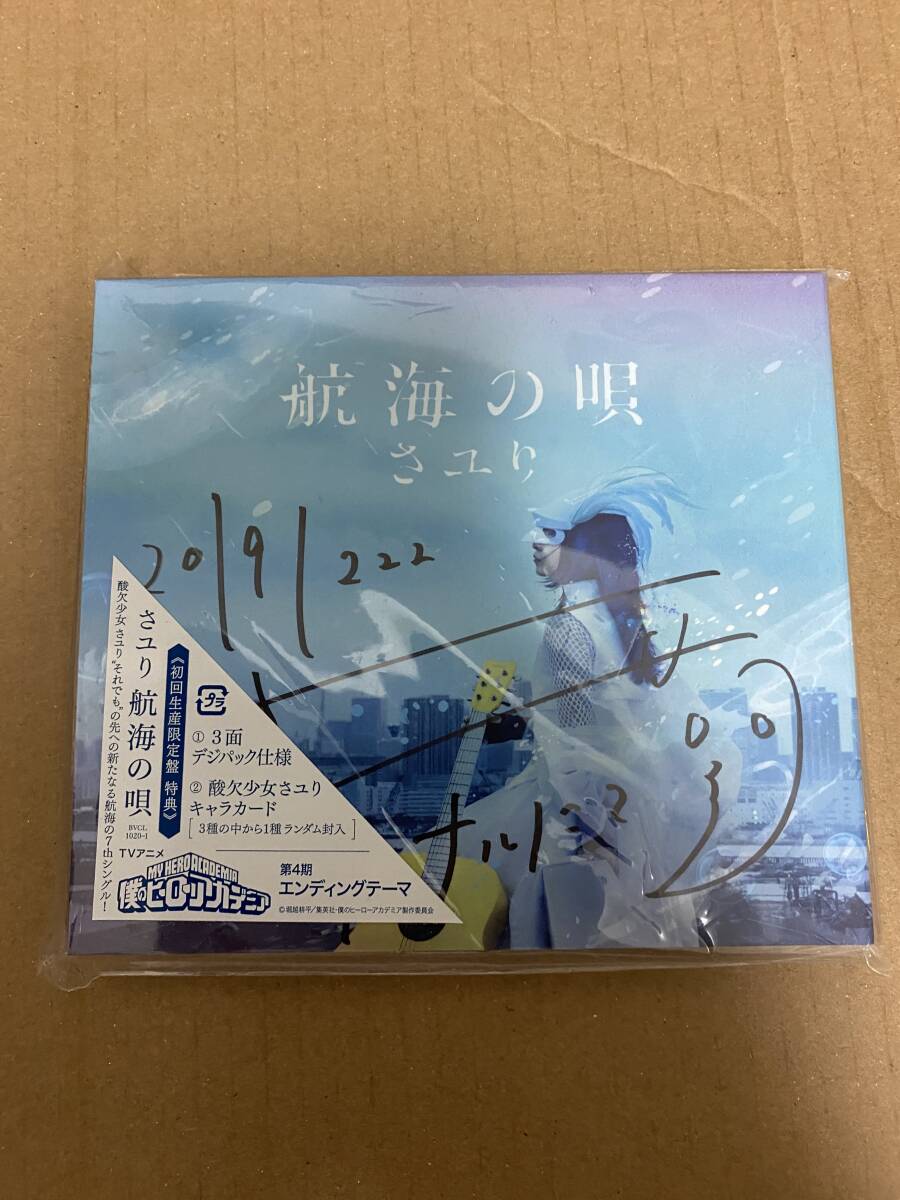 航海の唄
さユり
20/9/222
酸欠少女 さユり“それでも”の先への新たなる航海の7thシングル!
さユり 航海の唄
BVCL
1020-1
《初回生産限定盤 特典》
プラ
① 3面
デジパック仕様
② 酸欠少女さユり
キャラカード
[ 3種の中から1種 ランダム封入 ]
TVアニメ
MY HERO ACADEMIA
僕のヒーローアカデミア
第4期
エンディングテーマ
©堀越耕平/集英社・僕のヒーローアカデミア製作委員会